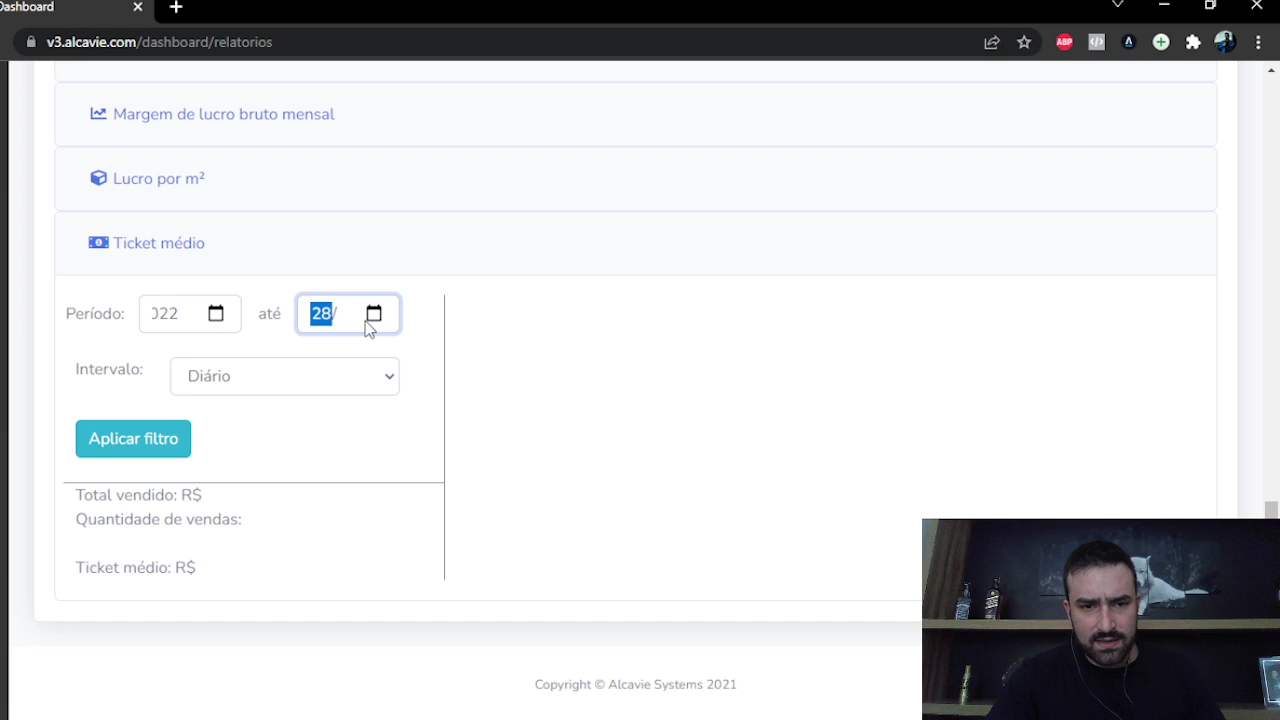 Dashboard
v3.alcavie.com/dashboard/relatorios
ABP
Margem de lucro bruto mensal
Lucro por m²
Ticket médio
Período: 022 até 28/
Intervalo: Diário
Aplicar filtro
Total vendido: R$
Quantidade de vendas:
Ticket médio: R$
Copyright © Alcavie Systems 2021